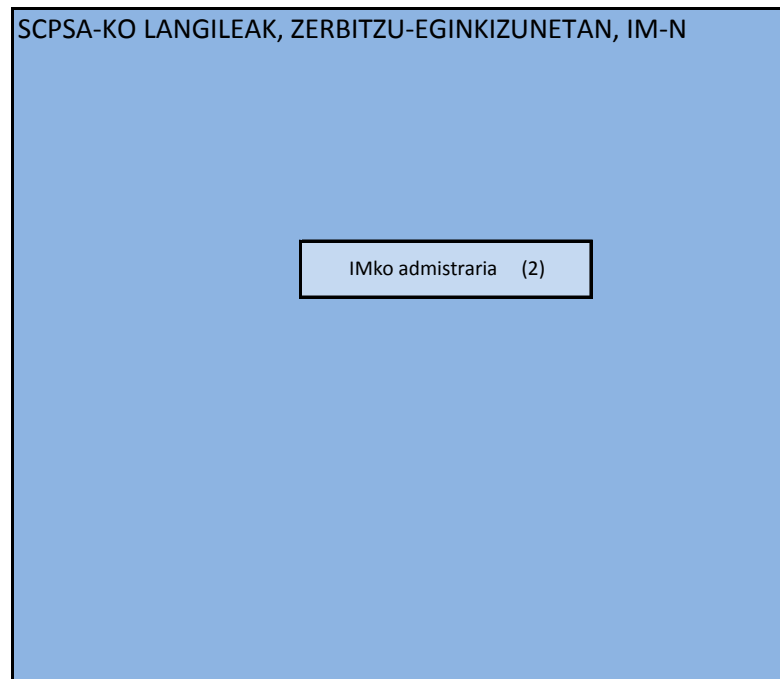 SCPSA-KO LANGILEAK, ZERBITZU-EGINKIZUNETAN, IM-N
IMko admistraria (2)